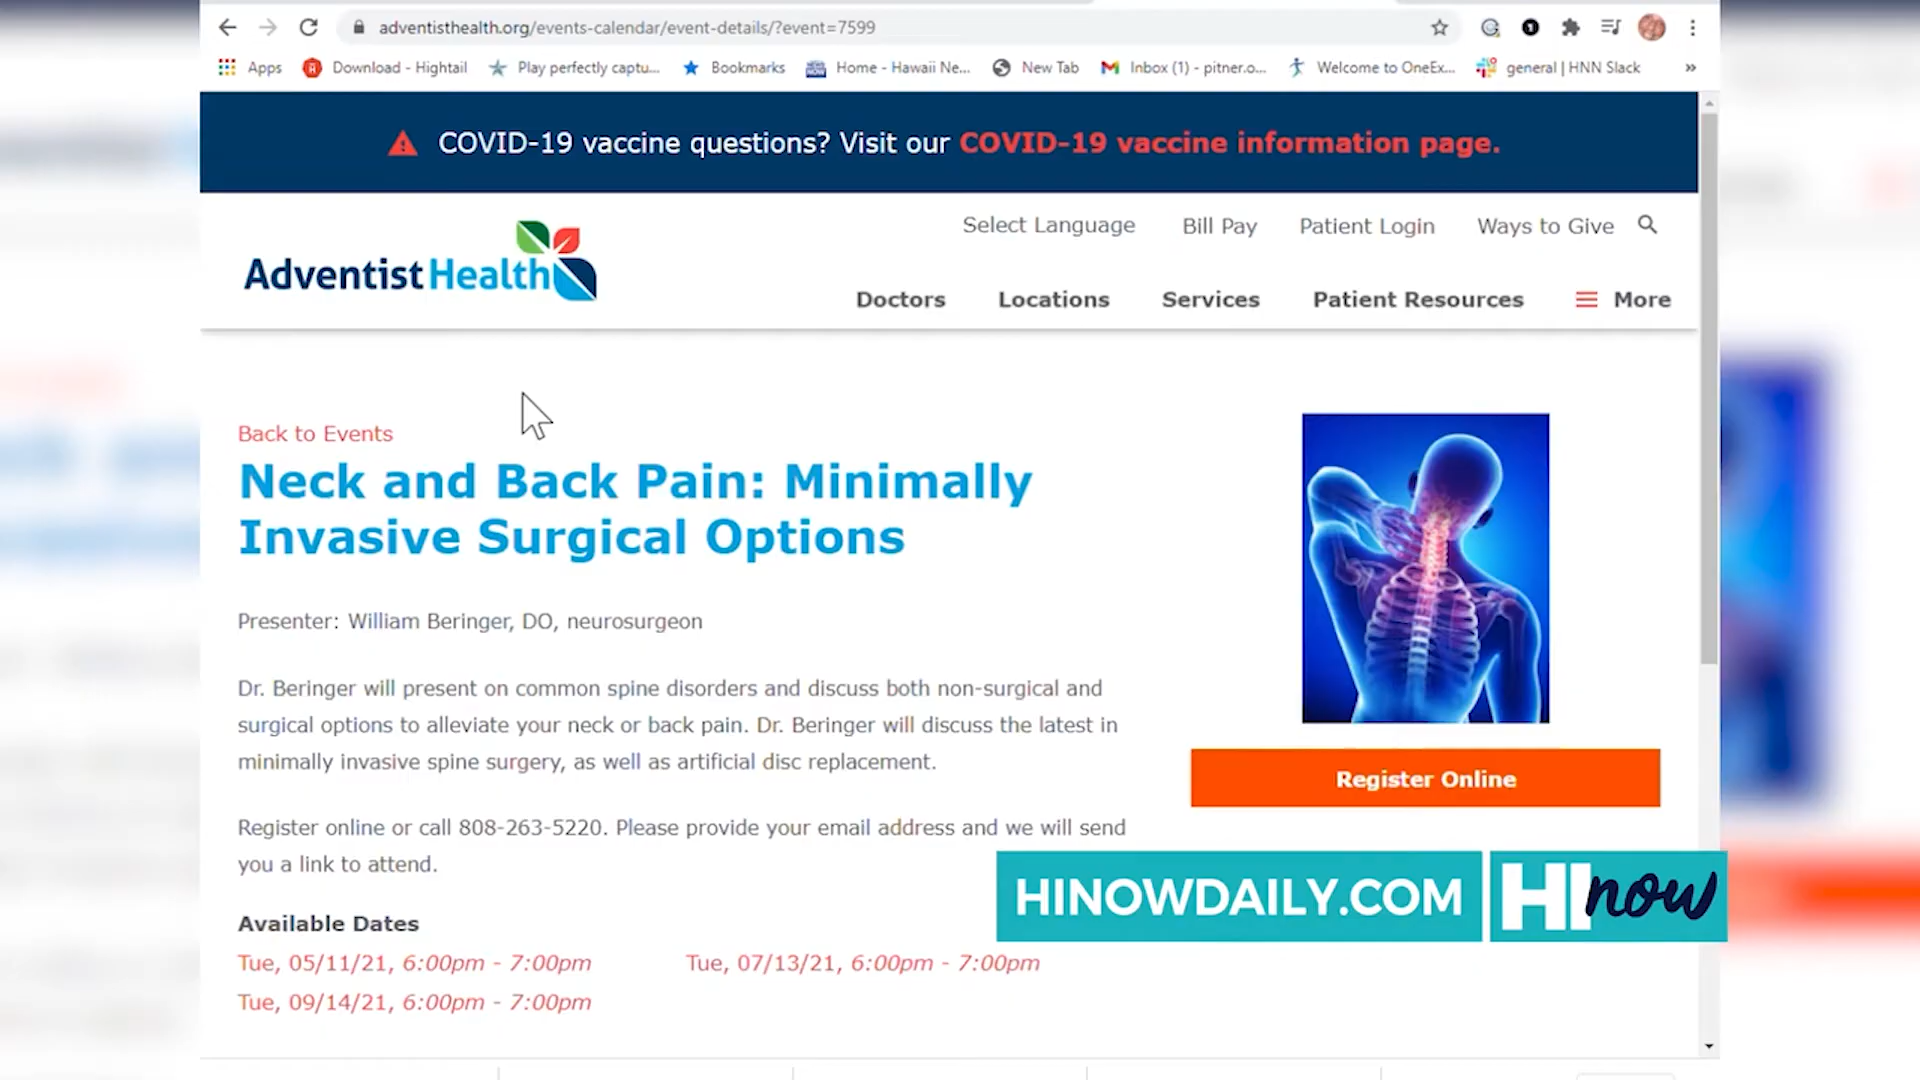 adventisthealth.org/events-calendar/event-details/?event=7599
Apps Download - Hightail Play perfectly captu... Bookmarks Home - Hawaii Ne... New Tab Inbox (1) - pitner.o... Welcome to OneEx... general | HNN Slack »
COVID-19 vaccine questions? Visit our COVID-19 vaccine information page.
Select Language Bill Pay Patient Login Ways to Give
Adventist Health
Doctors Locations Services Patient Resources More
Back to Events
Neck and Back Pain: Minimally
Invasive Surgical Options
Presenter: William Beringer, DO, neurosurgeon
Dr. Beringer will present on common spine disorders and discuss both non-surgical and
surgical options to alleviate your neck or back pain. Dr. Beringer will discuss the latest in
minimally invasive spine surgery, as well as artificial disc replacement.
Register Online
Register online or call 808-263-5220. Please provide your email address and we will send
you a link to attend.
HINOWDAILY.COM HI now
Available Dates
Tue, 05/11/21, 6:00pm - 7:00pm Tue, 07/13/21, 6:00pm - 7:00pm
Tue, 09/14/21, 6:00pm - 7:00pm